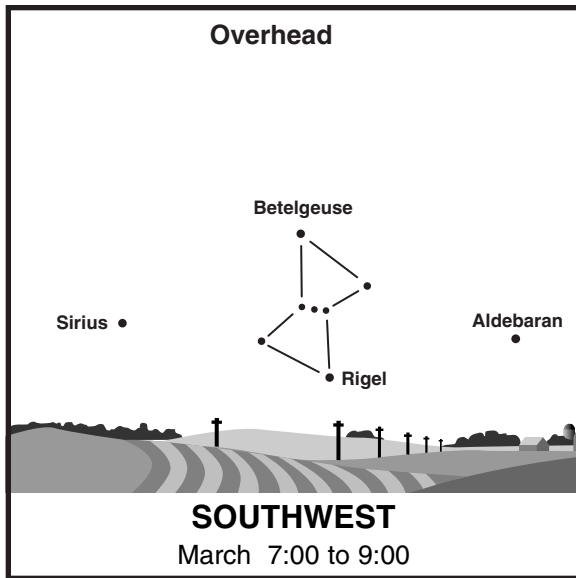 Overhead
Betelgeuse
Sirius
Aldebaran
Rigel
SOUTHWEST
March 7:00 to 9:00